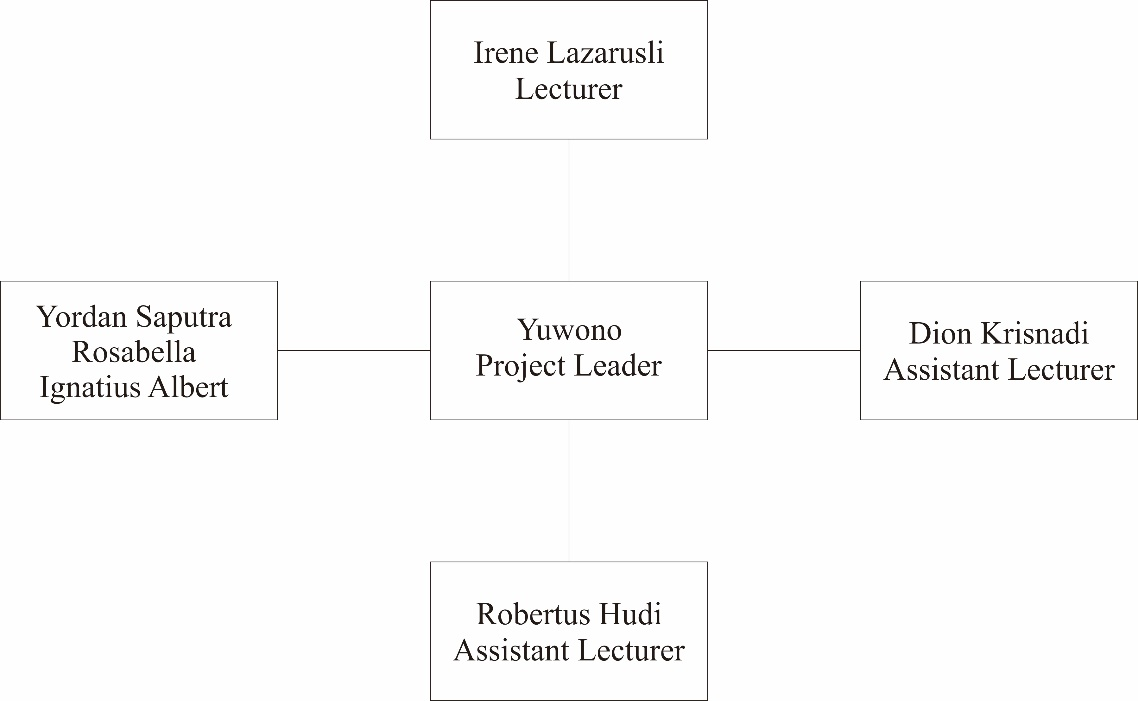 Irene Lazarusli
Lecturer
Yordan Saputra
Rosabella
Ignatius Albert
Yuwono
Project Leader
Dion Krisnadi
Assistant Lecturer
Robertus Hudi
Assistant Lecturer